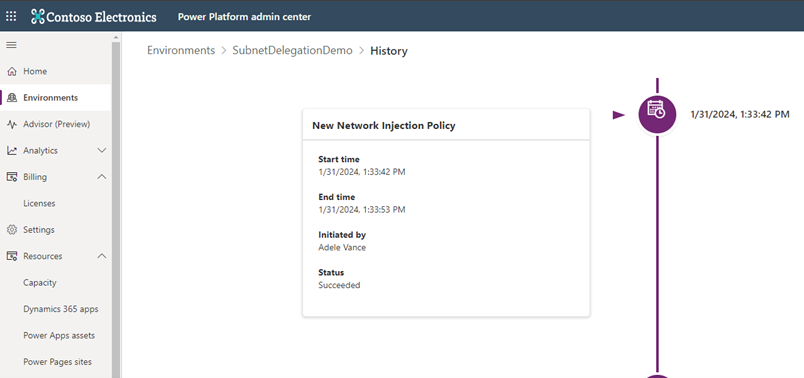 Contoso Electronics Power Platform admin center
Environments > SubnetDelegationDemo > History
Home
Environments
Advisor (Preview)
Analytics
Billing
Licenses
Settings
Resources
Capacity
Dynamics 365 apps
Power Apps assets
Power Pages sites
New Network Injection Policy
Start time
1/31/2024, 1:33:42 PM
End time
1/31/2024, 1:33:53 PM
Initiated by
Adele Vance
Status
Succeeded
1/31/2024, 1:33:42 PM